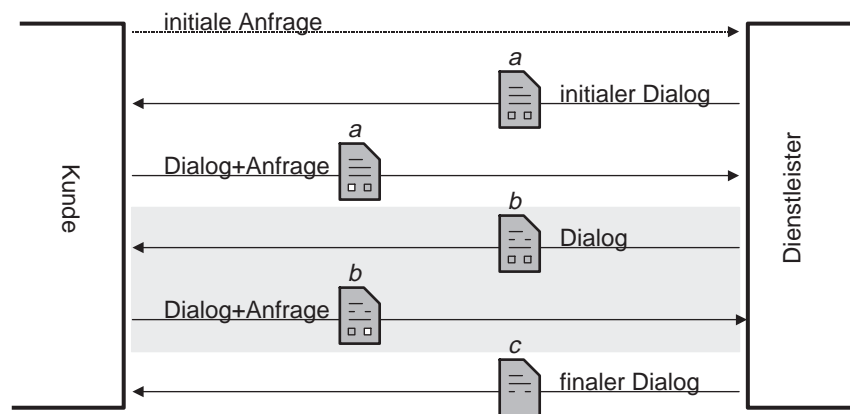 initiale Anfrage
a
initialer Dialog
a
Dialog+Anfrage
b
Dialog
b
Dialog+Anfrage
c
finaler Dialog
Kunde
Dienstleister